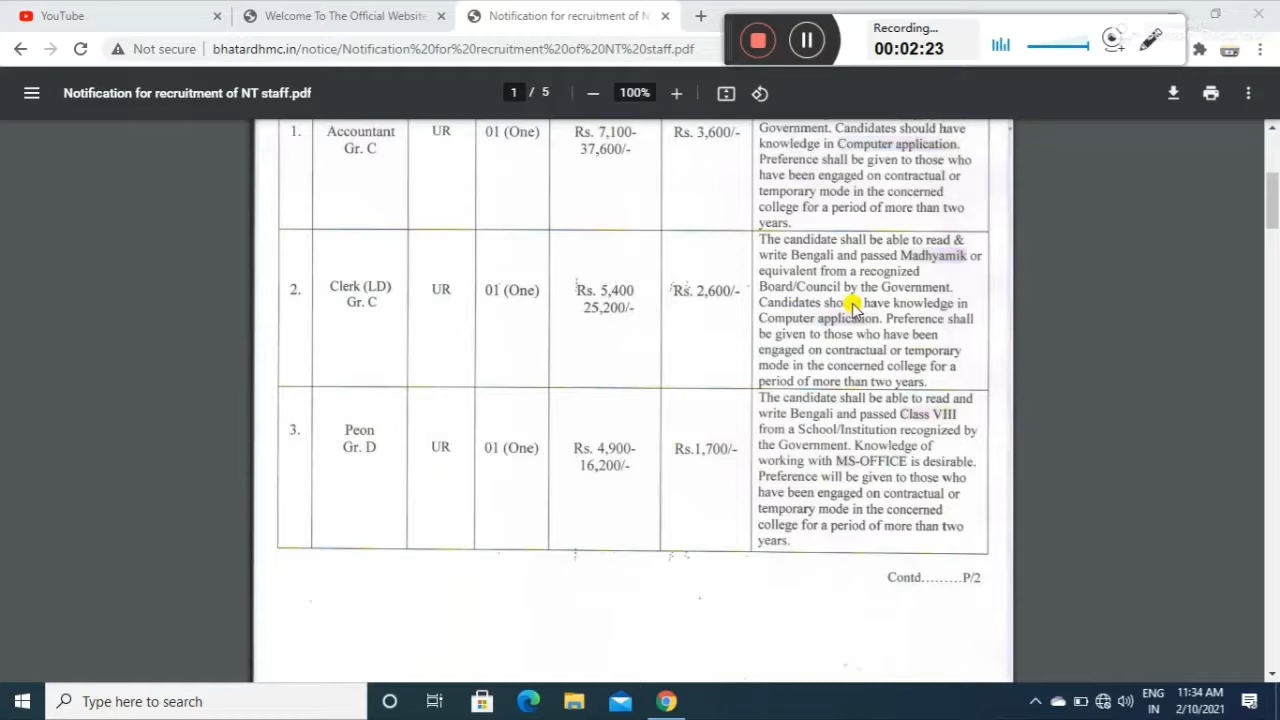 YouTube
Welcome To The Official Website
Notification for recruitment of N
Not secure
bhatardhmc.in/notice/Notification%20for%20recruitment%20of%20NT%20staff.pdf
Recording...
00:02:23
Notification for recruitment of NT staff.pdf
1 / 5
100%
1.
Accountant
Gr. C
UR
01 (One)
Rs. 7,100-
37,600/-
Rs. 3,600/-
Government. Candidates should have
knowledge in Computer application.
Preference shall be given to those who
have been engaged on contractual or
temporary mode in the concerned
college for a period of more than two
years.
2.
Clerk (LD)
Gr. C
UR
01 (One)
Rs. 5,400
25,200/-
Rs. 2,600/-
The candidate shall be able to read &
write Bengali and passed Madhyamik or
equivalent from a recognized
Board/Council by the Government.
Candidates should have knowledge in
Computer application. Preference shall
be given to those who have been
engaged on contractual or temporary
mode in the concerned college for a
period of more than two years.
3.
Peon
Gr. D
UR
01 (One)
Rs. 4,900-
16,200/-
Rs.1,700/-
The candidate shall be able to read and
write Bengali and passed Class VIII
from a School/Institution recognized by
the Government. Knowledge of
working with MS-OFFICE is desirable.
Preference will be given to those who
have been engaged on contractual or
temporary mode in the concerned
college for a period of more than two
years.
Contd.........P/2
Type here to search
ENG
IN
11:34 AM
2/10/2021